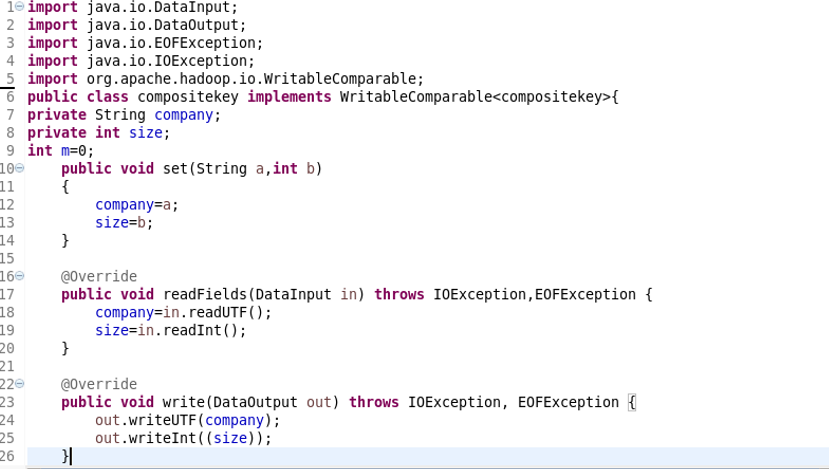 1 import java.io.DataInput;
2 import java.io.DataOutput;
3 import java.io.EOFException;
4 import java.io.IOException;
5 import org.apache.hadoop.io.WritableComparable;
6 public class compositekey implements WritableComparable<compositekey>{
7 private String company;
8 private int size;
9 int m=0;
10     public void set(String a,int b)
11     {
12         company=a;
13         size=b;
14     }
15
16     @Override
17     public void readFields(DataInput in) throws IOException,EOFException {
18         company=in.readUTF();
19         size=in.readInt();
20     }
21
22     @Override
23     public void write(DataOutput out) throws IOException, EOFException {
24         out.writeUTF(company);
25         out.writeInt((size));
26     }